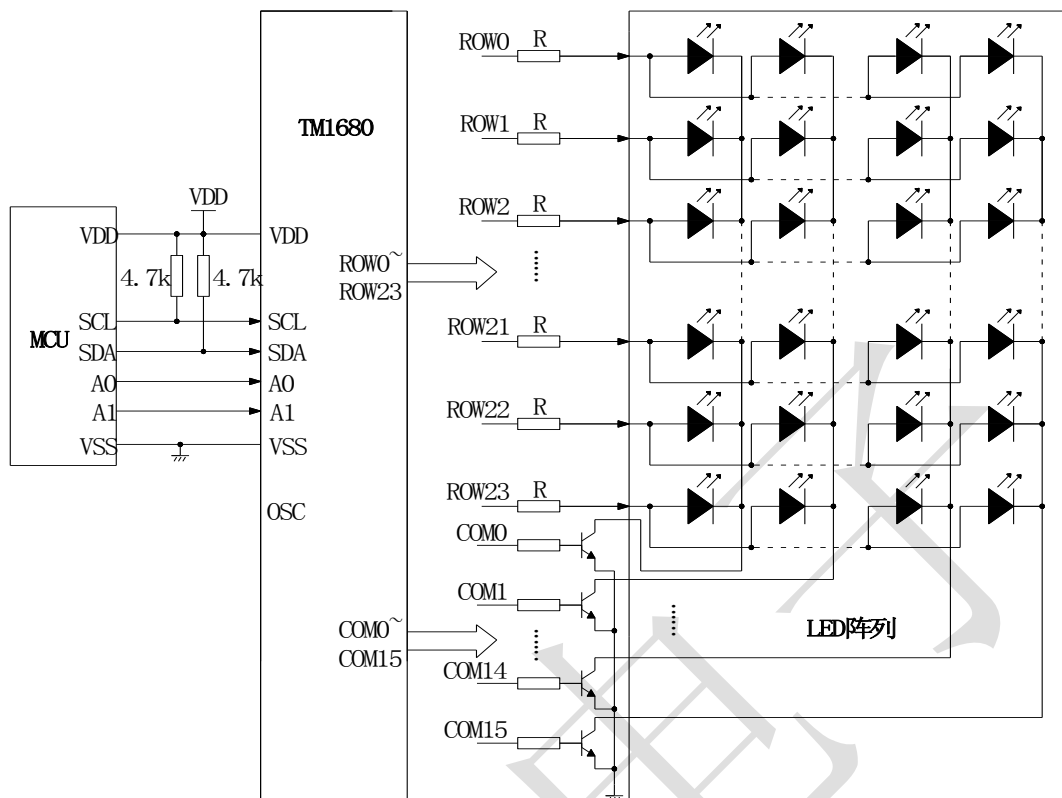 ROW0
R
TM1680
ROW1
R
VDD
ROW2
R
VDD
VDD
4.7k
4.7k
ROW0~
ROW23
MCU
SCL
SCL
ROW21
R
SDA
SDA
A0
A0
A1
A1
ROW22
R
VSS
VSS
ROW23
R
OSC
COM0
COM1
LED阵列
COM0~
COM15
COM14
COM15
电子